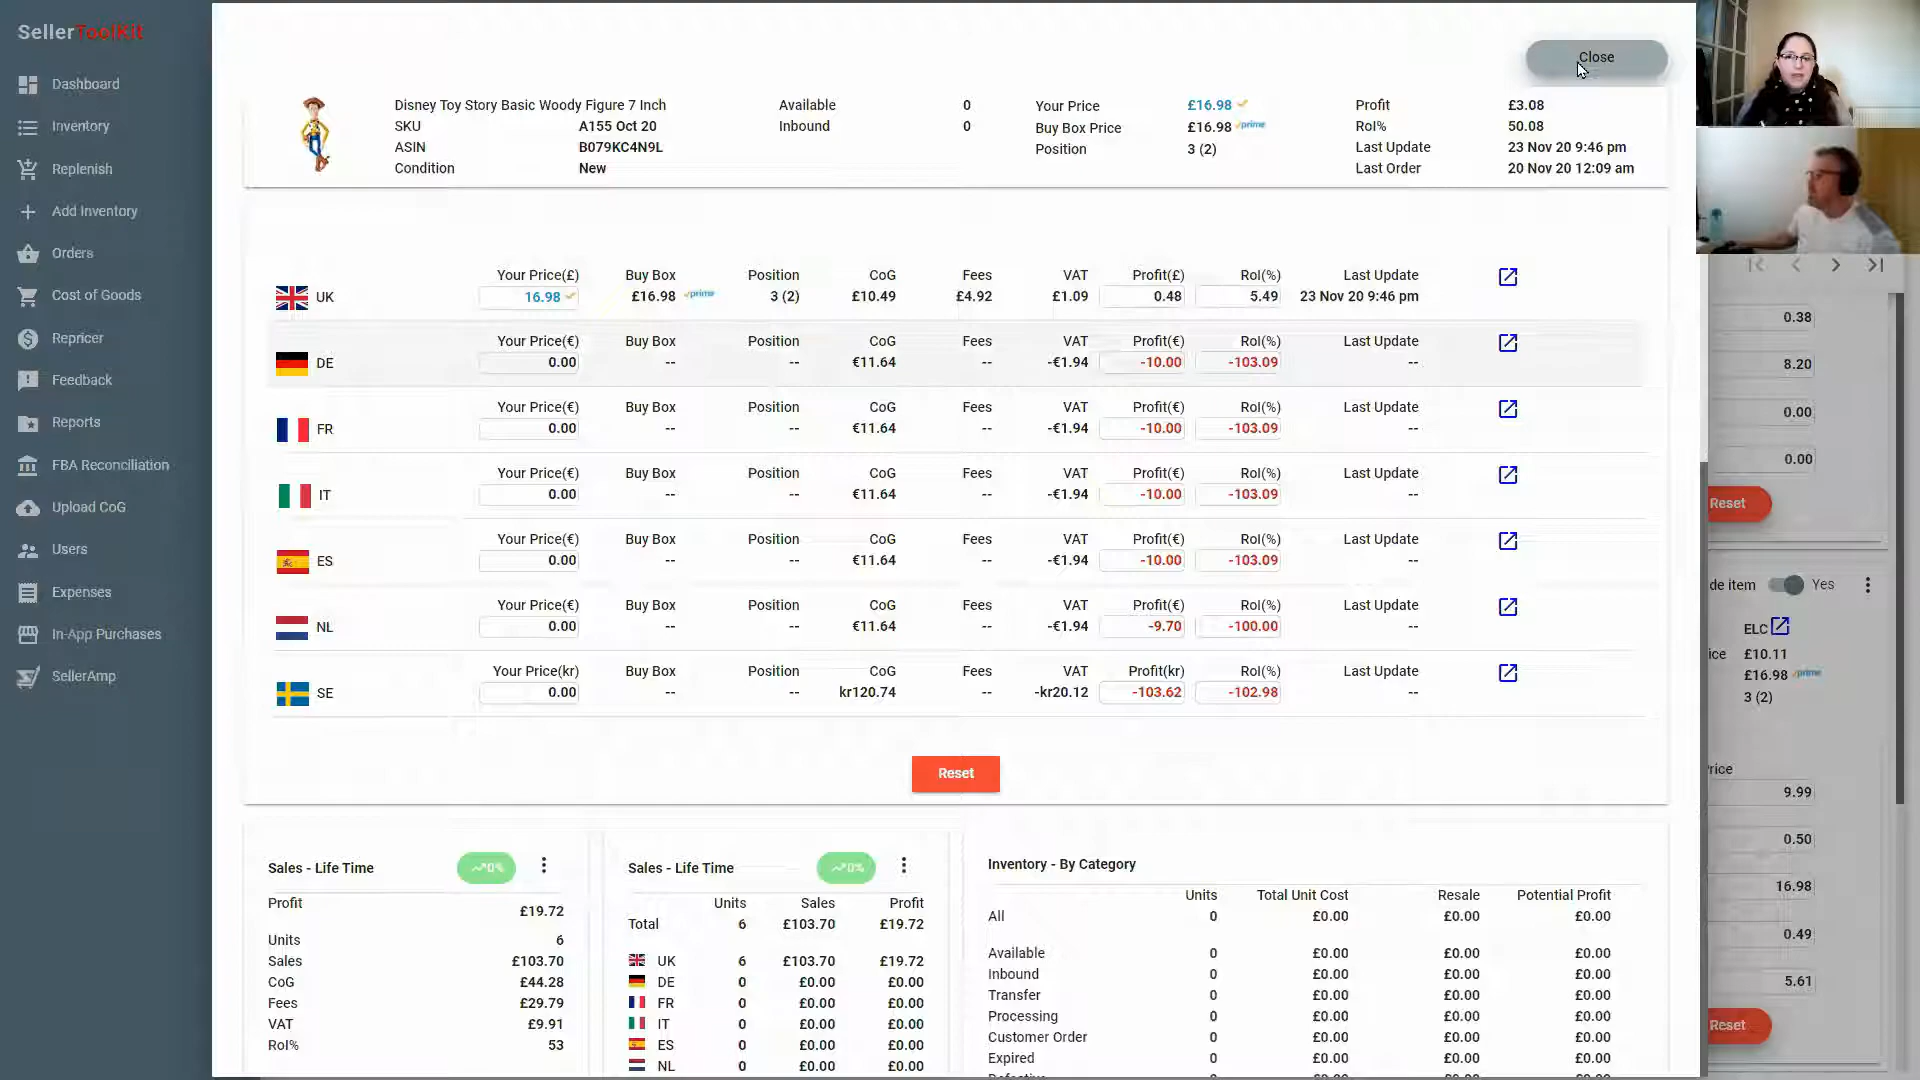 SellerToolKit
Dashboard
Inventory
Replenish
Add Inventory
Orders
Cost of Goods
Repricer
Feedback
Reports
FBA Reconciliation
Upload CoG
Users
Expenses
In-App Purchases
SellerAmp
Close
Disney Toy Story Basic Woody Figure 7 Inch
SKU A155 Oct 20
ASIN B079KC4N9L
Condition New
Available 0
Inbound 0
Your Price £16.98
Buy Box Price £16.98 prime
Position 3 (2)
Profit £3.08
RoI% 50.08
Last Update 23 Nov 20 9:46 pm
Last Order 20 Nov 20 12:09 am
Your Price(£) Buy Box Position CoG Fees VAT Profit(£) RoI(%) Last Update
UK 16.98 £16.98 prime 3 (2) £10.49 £4.92 £1.09 0.48 5.49 23 Nov 20 9:46 pm
Your Price(€) Buy Box Position CoG Fees VAT Profit(€) RoI(%) Last Update
DE 0.00 -- -- €11.64 -- -€1.94 -10.00 -103.09 --
Your Price(€) Buy Box Position CoG Fees VAT Profit(€) RoI(%) Last Update
FR 0.00 -- -- €11.64 -- -€1.94 -10.00 -103.09 --
Your Price(€) Buy Box Position CoG Fees VAT Profit(€) RoI(%) Last Update
IT 0.00 -- -- €11.64 -- -€1.94 -10.00 -103.09 --
Your Price(€) Buy Box Position CoG Fees VAT Profit(€) RoI(%) Last Update
ES 0.00 -- -- €11.64 -- -€1.94 -10.00 -103.09 --
Your Price(€) Buy Box Position CoG Fees VAT Profit(€) RoI(%) Last Update
NL 0.00 -- -- €11.64 -- -€1.94 -9.70 -100.00 --
Your Price(kr) Buy Box Position CoG Fees VAT Profit(kr) RoI(%) Last Update
SE 0.00 -- -- kr120.74 -- -kr20.12 -103.62 -102.98 --
Reset
Sales - Life Time 0%
Profit £19.72
Units 6
Sales £103.70
CoG £44.28
Fees £29.79
VAT £9.91
RoI% 53
Sales - Life Time 0%
Units Sales Profit
Total 6 £103.70 £19.72
UK 6 £103.70 £19.72
DE 0 £0.00 £0.00
FR 0 £0.00 £0.00
IT 0 £0.00 £0.00
ES 0 £0.00 £0.00
NL 0 £0.00 £0.00
Inventory - By Category
Units Total Unit Cost Resale Potential Profit
All 0 £0.00 £0.00 £0.00
Available 0 £0.00 £0.00 £0.00
Inbound 0 £0.00 £0.00 £0.00
Transfer 0 £0.00 £0.00 £0.00
Processing 0 £0.00 £0.00 £0.00
Customer Order 0 £0.00 £0.00 £0.00
Expired 0 £0.00 £0.00 £0.00
0.38
8.20
0.00
0.00
Reset
de item Yes
ELC
ice £10.11
£16.98 prime
3 (2)
rice
9.99
0.50
16.98
0.49
5.61
Reset